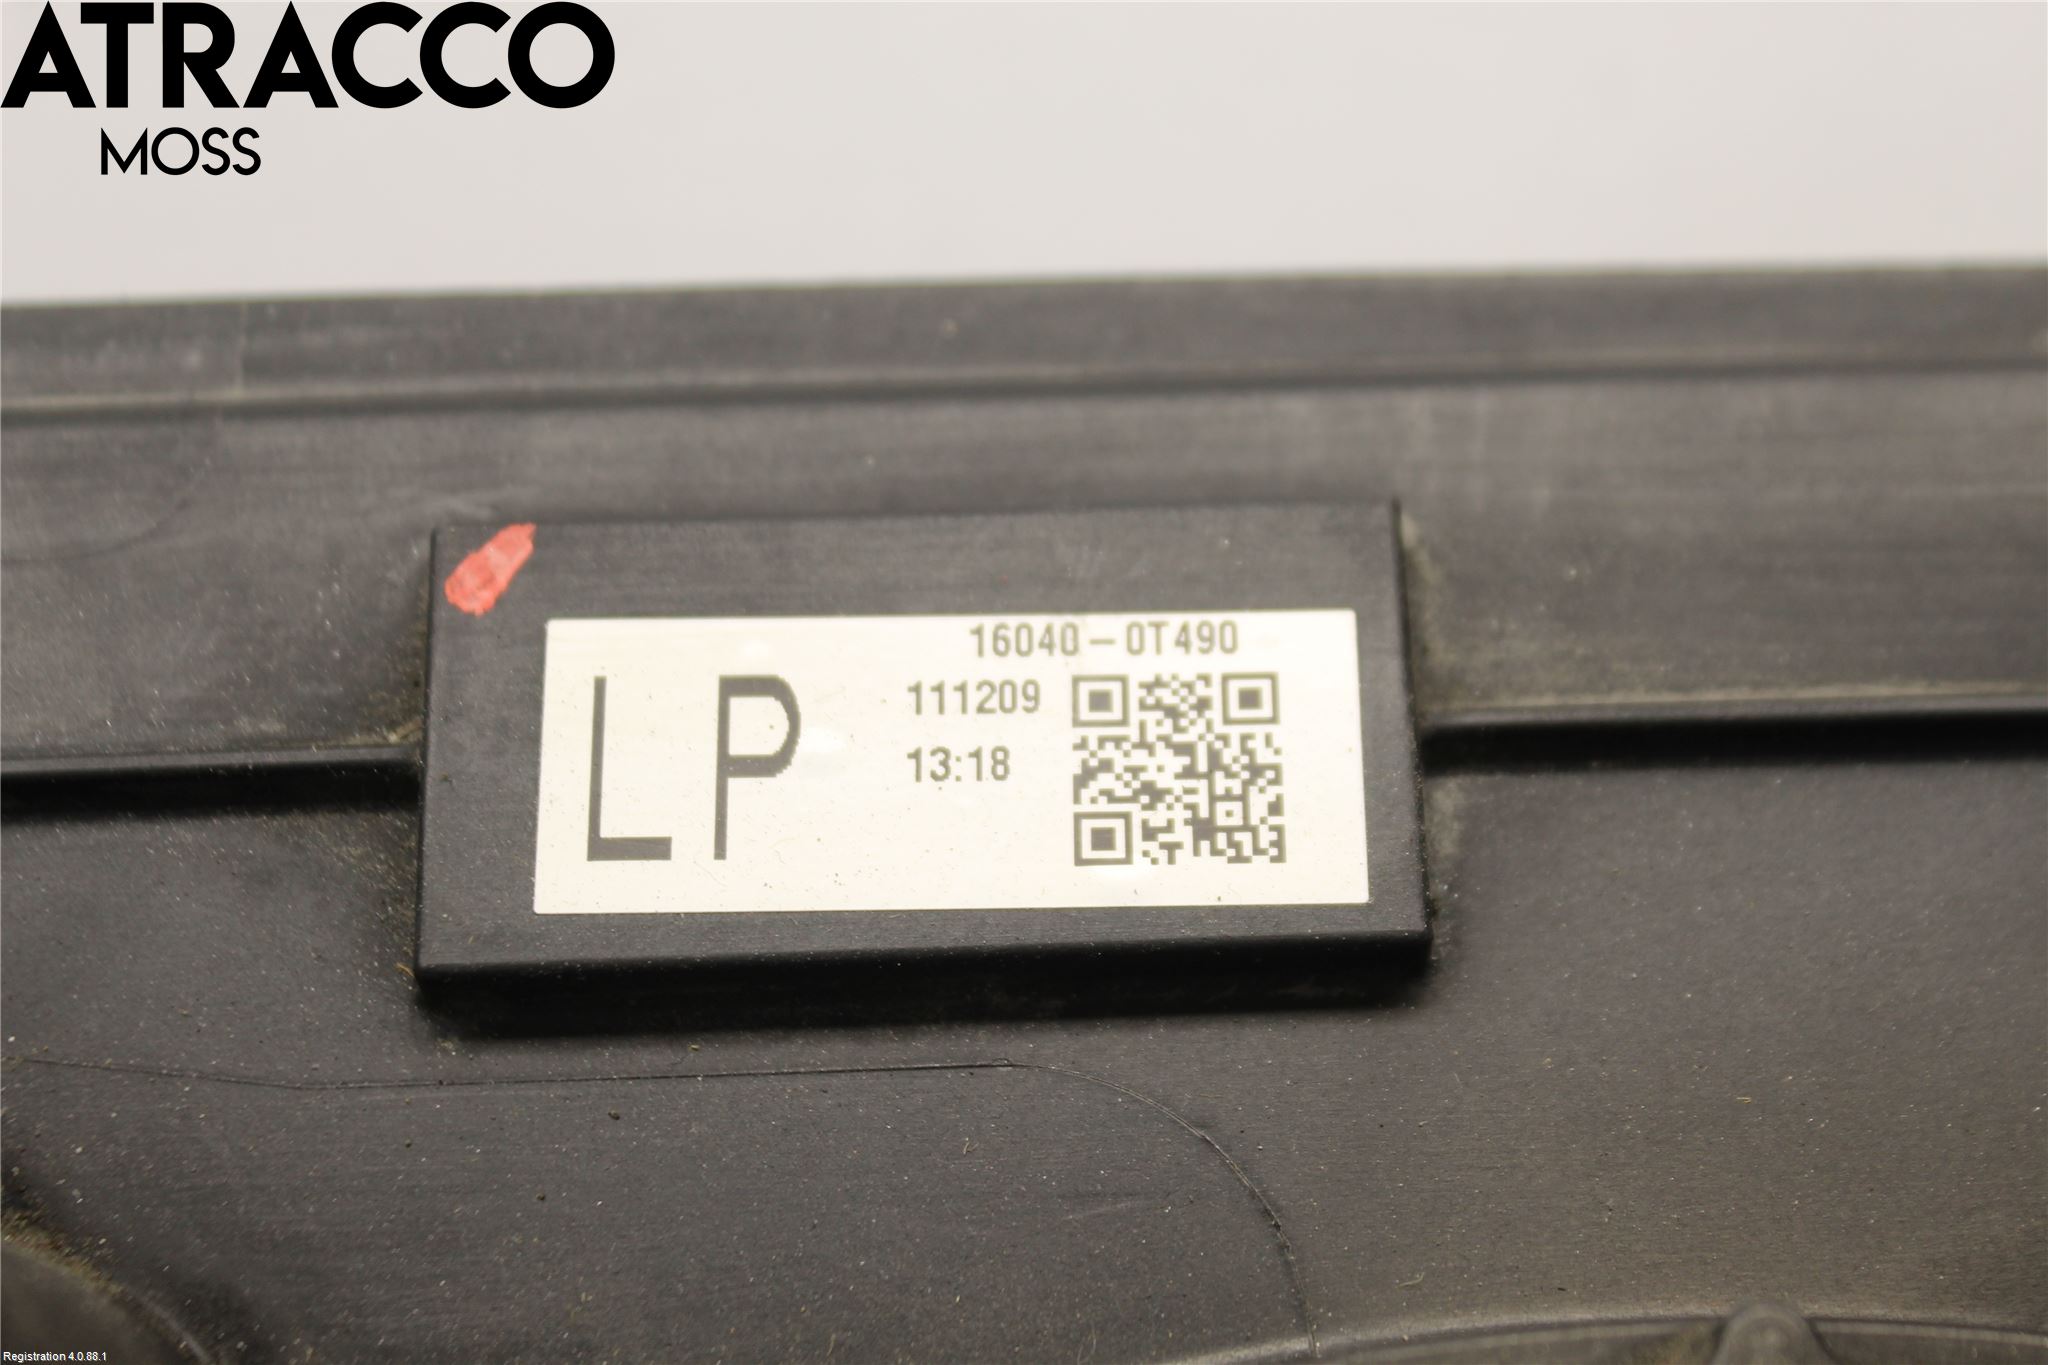 ATRACCO
MOSS
16040-0T490
LP
111209
13:18
Registration 4.0.88.1